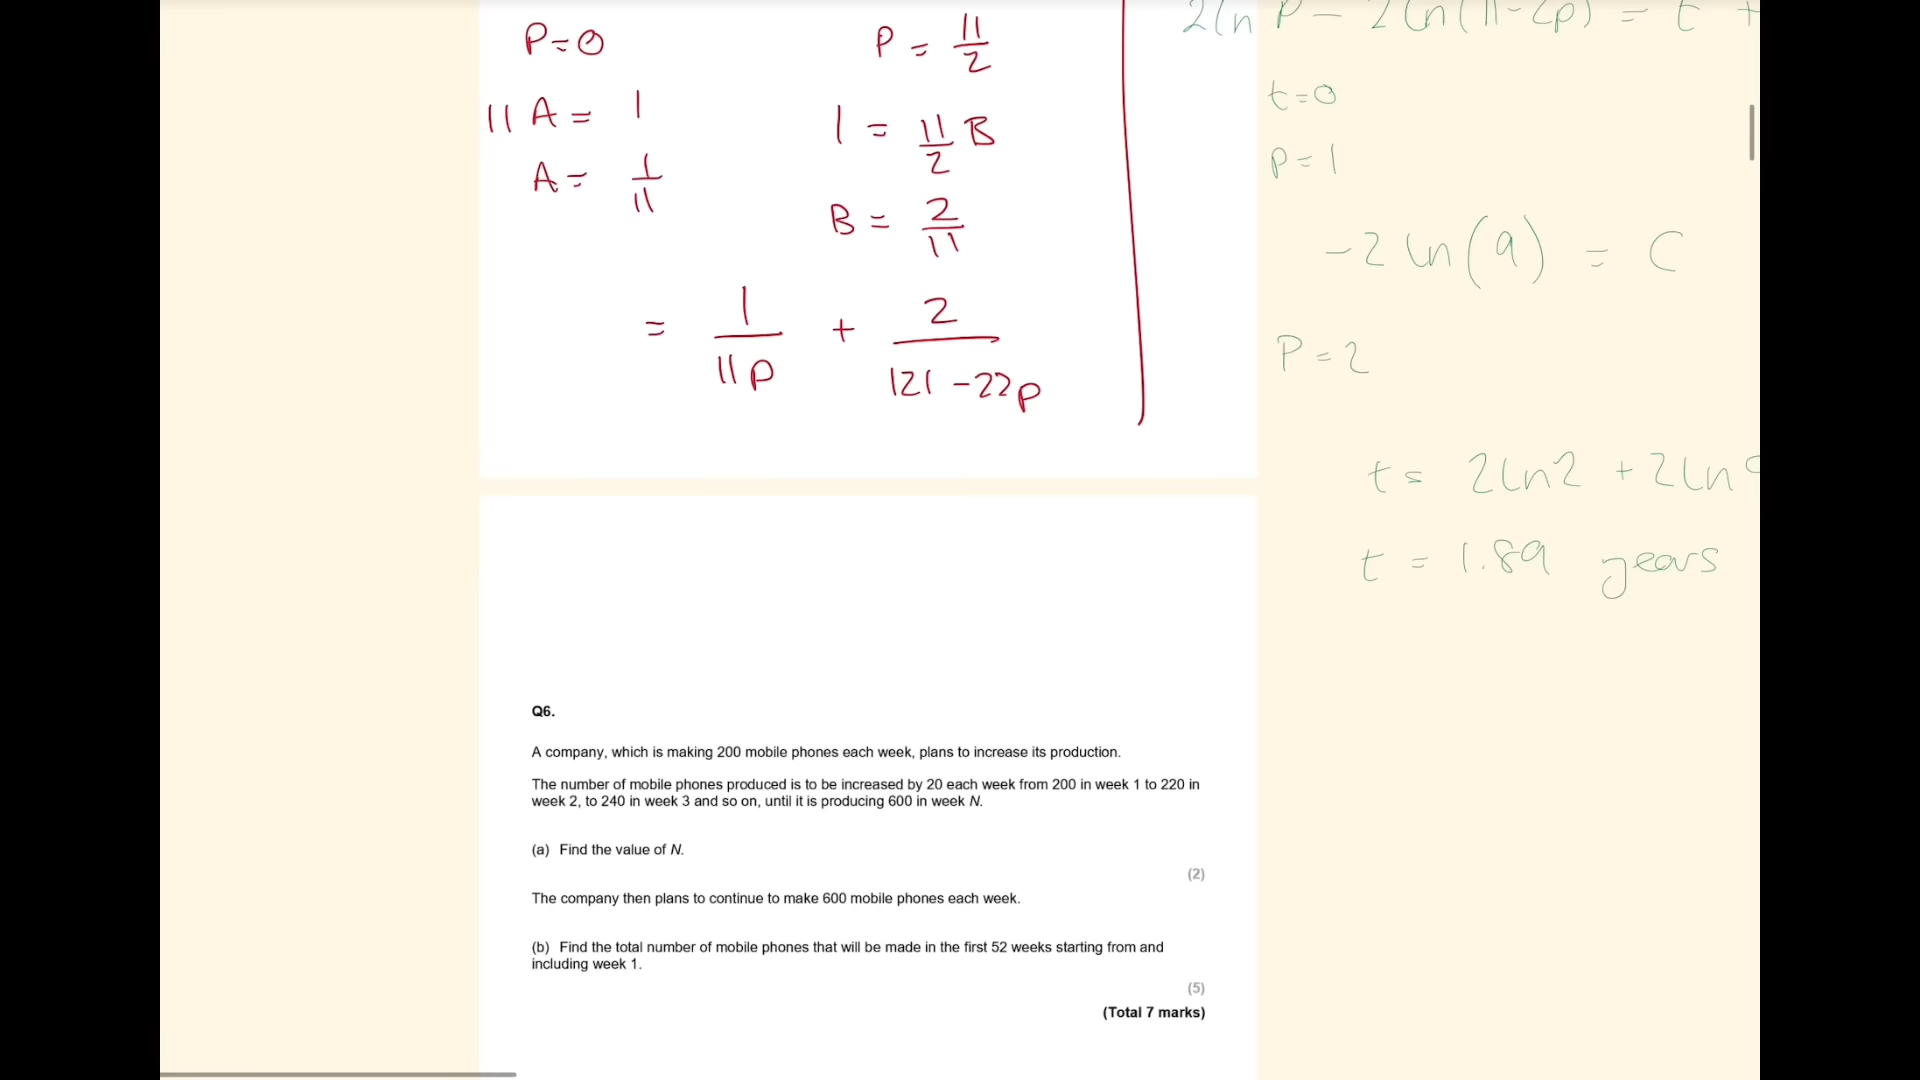 P=0
11A = 1
A = 1/11
P = 11/2
1 = 11/2 B
B = 2/11
= 1/11P + 2/121-22P
2ln P - 2ln(11-2p) = t +
t=0
P=1
-2ln(9) = C
P=2
t= 2ln2 + 2ln
t = 1.89 years
Q6.
A company, which is making 200 mobile phones each week, plans to increase its production.
The number of mobile phones produced is to be increased by 20 each week from 200 in week 1 to 220 in
week 2, to 240 in week 3 and so on, until it is producing 600 in week N.
(a) Find the value of N.
(2)
The company then plans to continue to make 600 mobile phones each week.
(b) Find the total number of mobile phones that will be made in the first 52 weeks starting from and
including week 1.
(5)
(Total 7 marks)